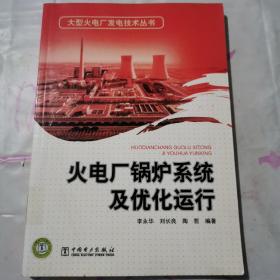 大型火电厂发电技术丛书
HUODIANCHANG GUOLU XITONG
JI YOUHUA YUNXING
火电厂锅炉系统
及优化运行
李永华 刘长良 陶哲 编著
中国电力出版社